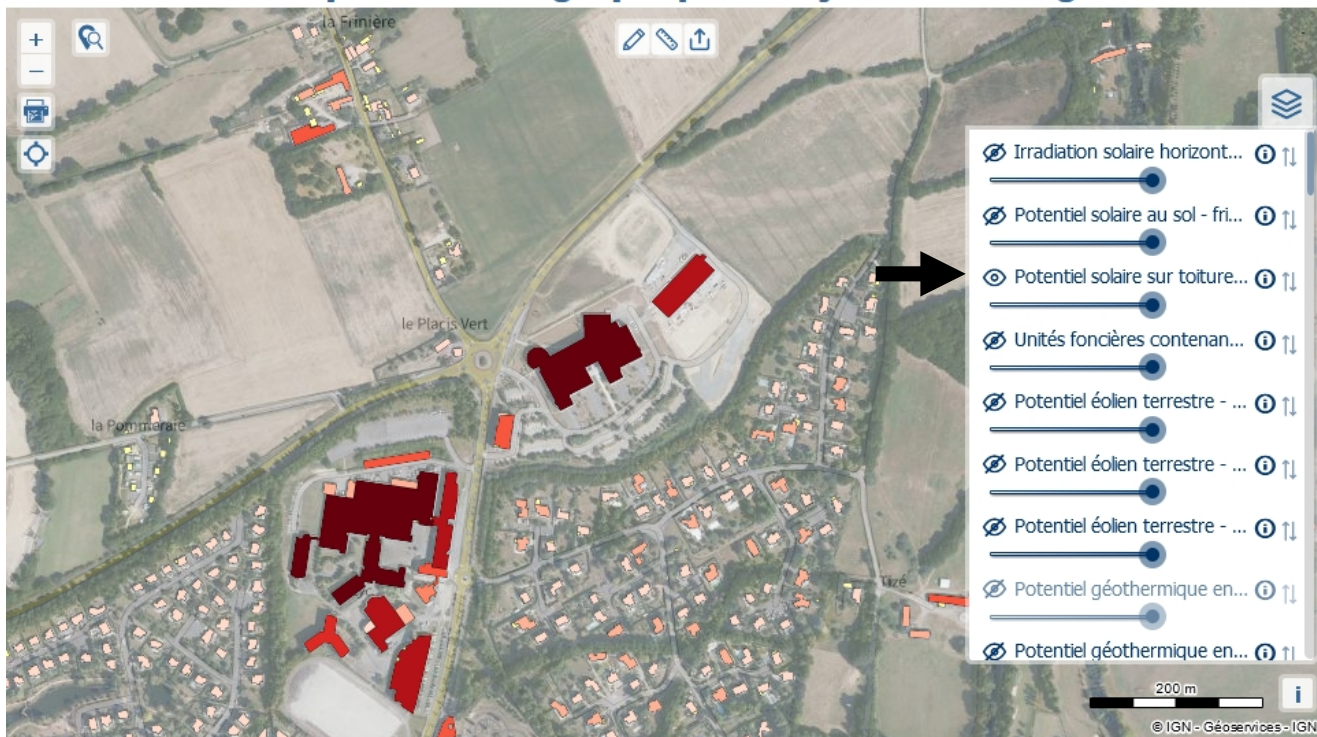 la Frinière
Irradiation solaire horizont...
Potentiel solaire au sol - fri...
Potentiel solaire sur toiture...
le Placis Vert
Unités foncières contenan...
Potentiel éolien terrestre - ...
la Pommeraie
Potentiel éolien terrestre - ...
Potentiel éolien terrestre - ...
Tizé
Potentiel géothermique en...
Potentiel géothermique en...
200 m
© IGN - Géoservices - IGN